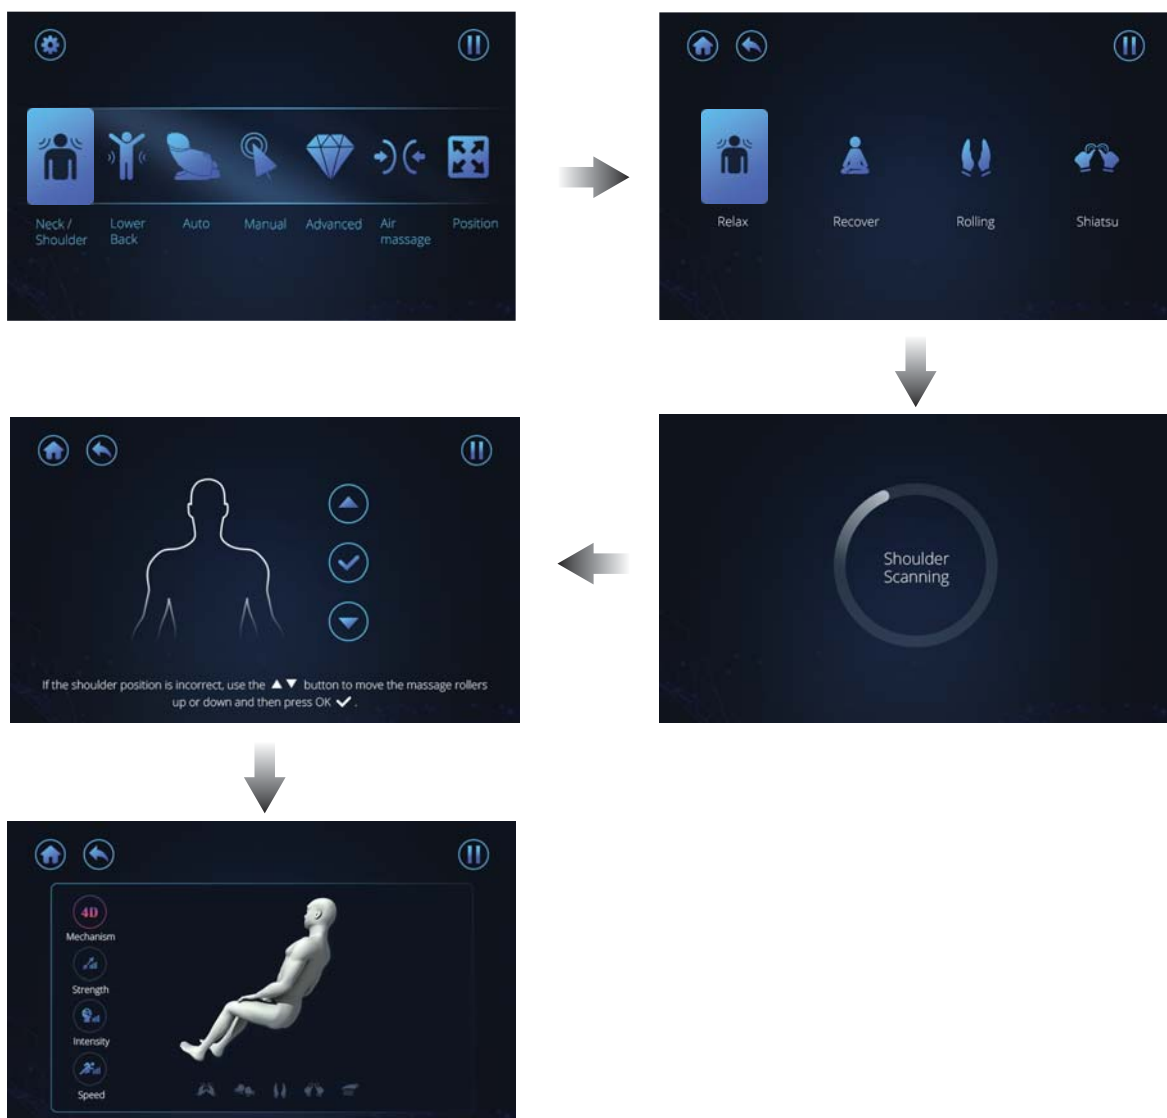 Neck /
Shoulder
Lower
Back
Auto
Manual
Advanced
Air
massage
Position
Relax
Recover
Rolling
Shiatsu
Shoulder
Scanning
If the shoulder position is incorrect, use the ▲▼ button to move the massage rollers
up or down and then press OK ✔ .
4D
Mechanism
Strength
Intensity
Speed